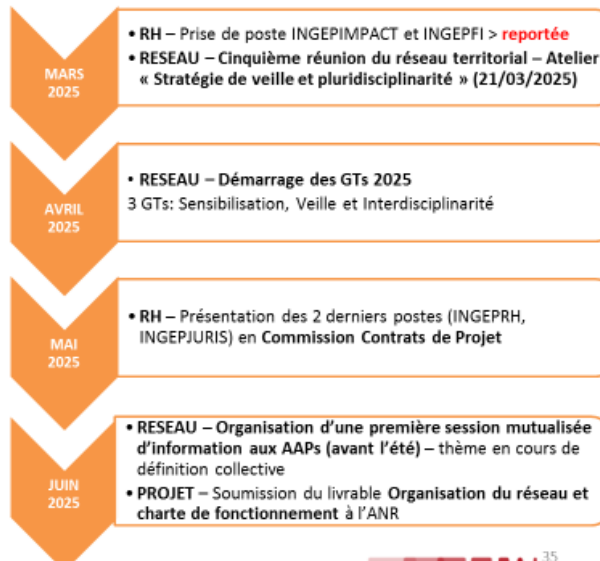 MARS
2025
• RH – Prise de poste INGEPIMPACT et INGEPFI > reportée
• RESEAU – Cinquième réunion du réseau territorial – Atelier
« Stratégie de veille et pluridisciplinarité » (21/03/2025)
AVRIL
2025
• RESEAU – Démarrage des GTs 2025
3 GTs: Sensibilisation, Veille et Interdisciplinarité
MAI
2025
• RH – Présentation des 2 derniers postes (INGEPRH,
INGEPJURIS) en Commission Contrats de Projet
JUIN
2025
• RESEAU – Organisation d'une première session mutualisée
d'information aux AAPs (avant l'été) – thème en cours de
définition collective
• PROJET – Soumission du livrable Organisation du réseau et
charte de fonctionnement à l'ANR
35